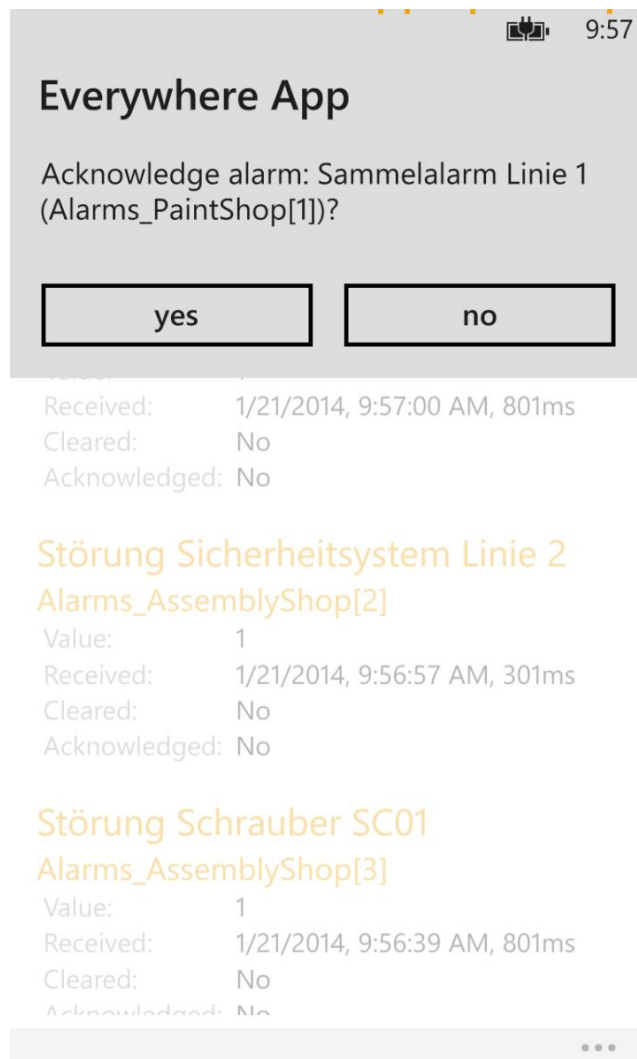 9:57
Everywhere App
Acknowledge alarm: Sammelalarm Linie 1
(Alarms_PaintShop[1])?
yes no
Received: 1/21/2014, 9:57:00 AM, 801ms
Cleared: No
Acknowledged: No
Störung Sicherheitsystem Linie 2
Alarms_AssemblyShop[2]
Value: 1
Received: 1/21/2014, 9:56:57 AM, 301ms
Cleared: No
Acknowledged: No
Störung Schrauber SC01
Alarms_AssemblyShop[3]
Value: 1
Received: 1/21/2014, 9:56:39 AM, 801ms
Cleared: No
Acknowledged: No